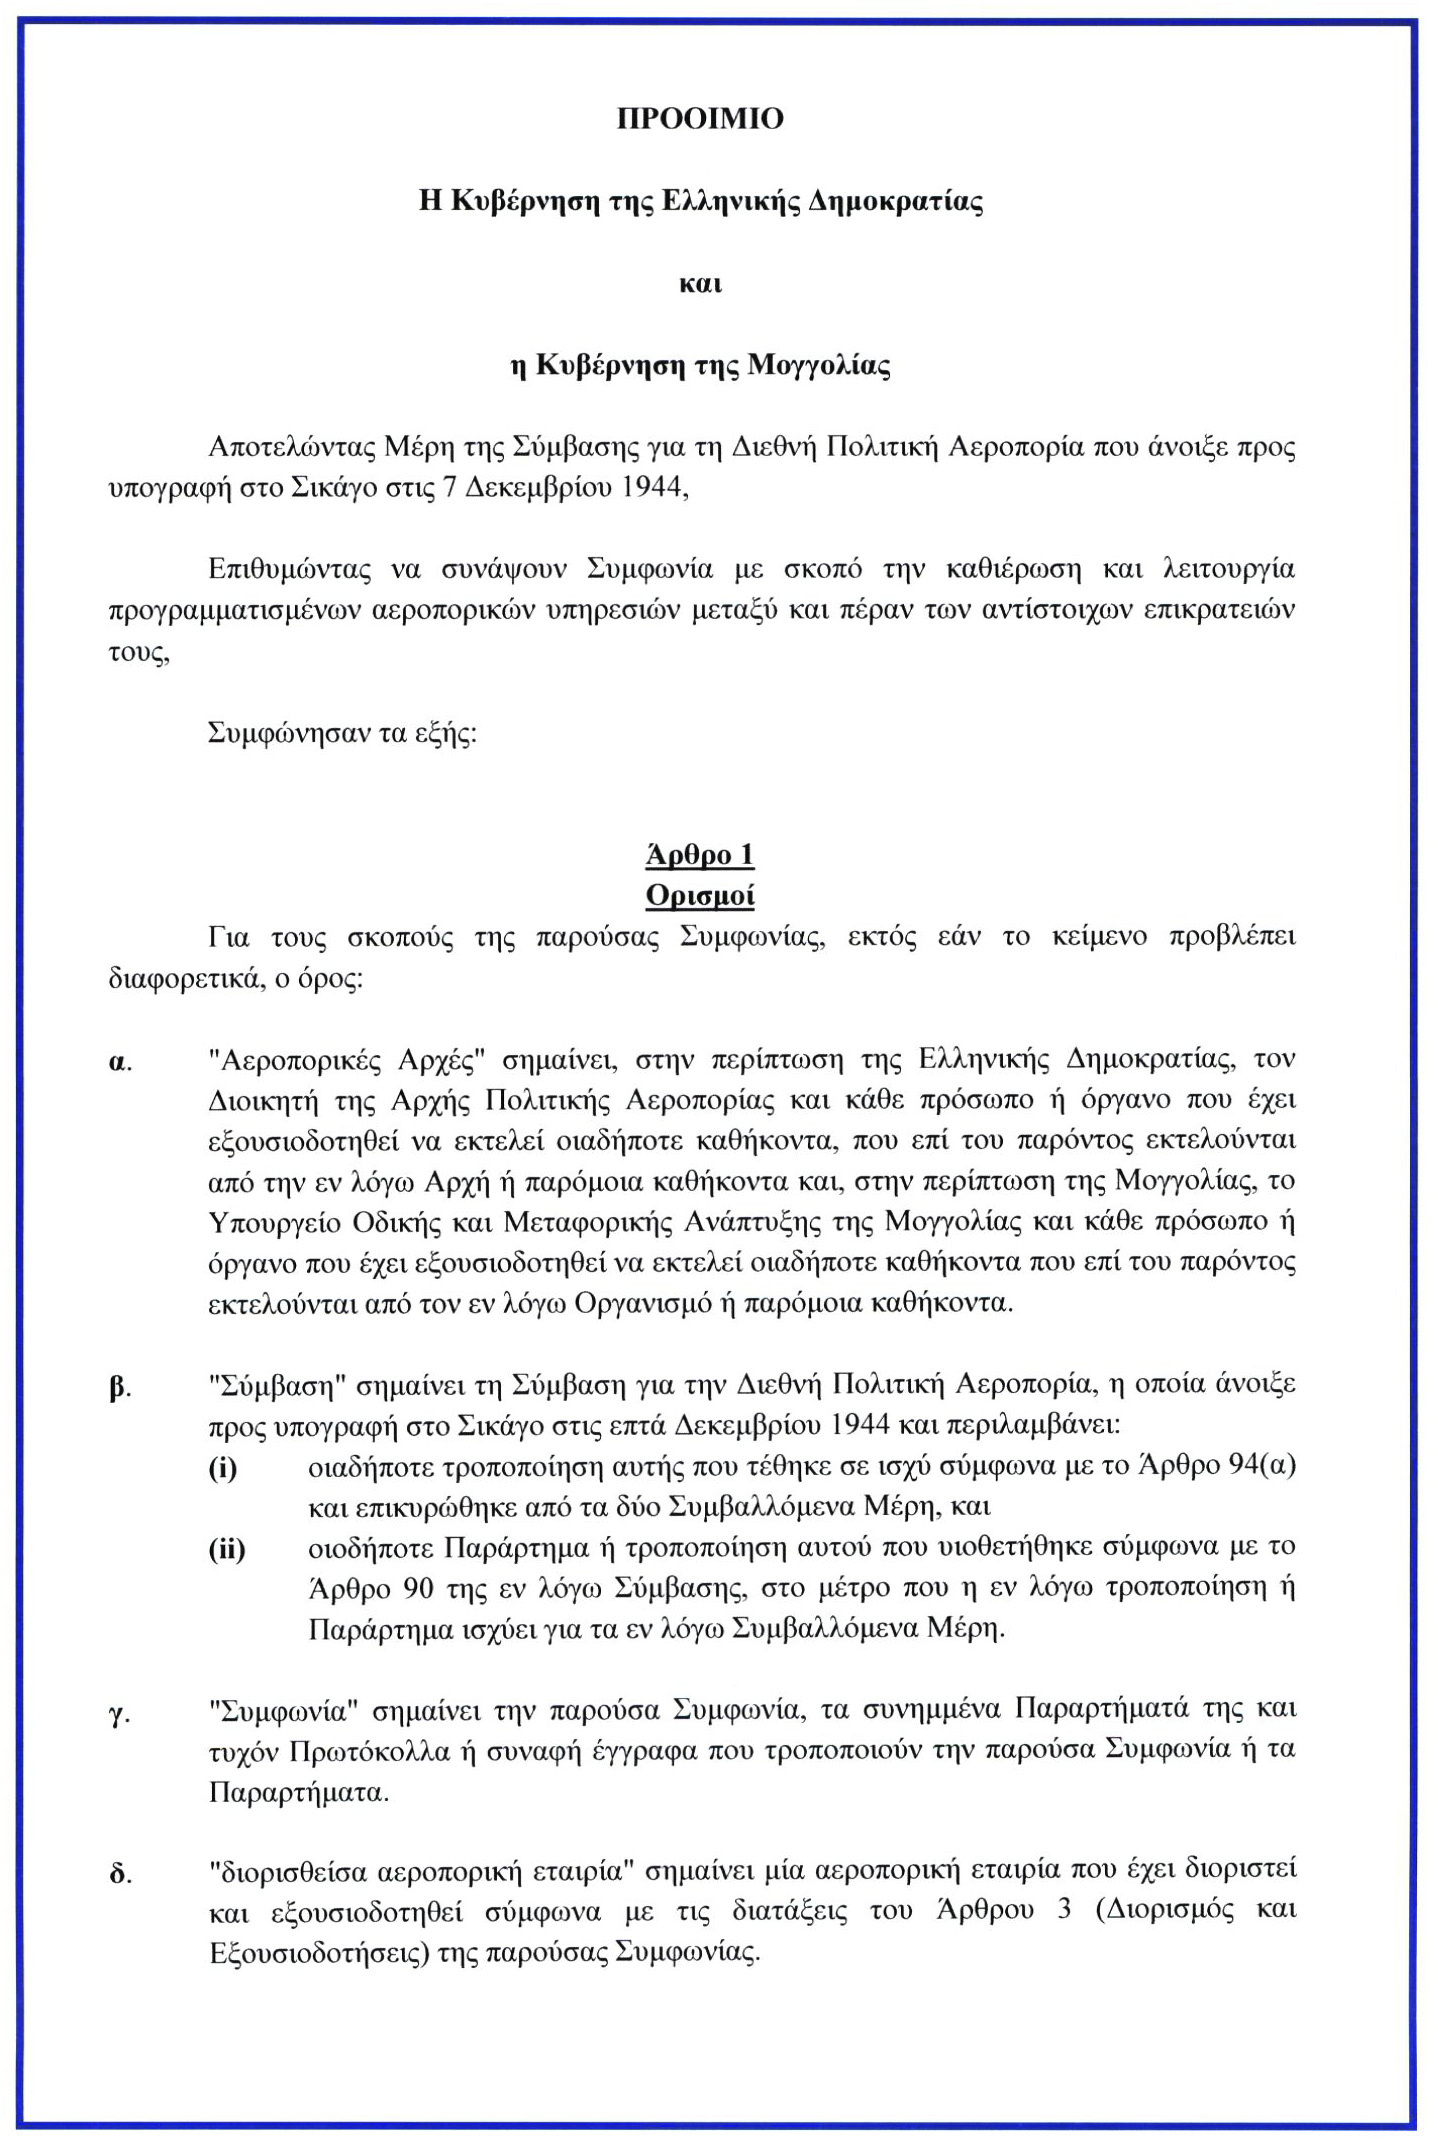 ΠΡΟΟΙΜΙΟ
Η Κυβέρνηση της Ελληνικής Δημοκρατίας
και
η Κυβέρνηση της Μογγολίας
Αποτελώντας Μέρη της Σύμβασης για τη Διεθνή Πολιτική Αεροπορία που άνοιξε προς
υπογραφή στο Σικάγο στις 7 Δεκεμβρίου 1944,
Επιθυμώντας να συνάψουν Συμφωνία με σκοπό την καθιέρωση και λειτουργία
προγραμματισμένων αεροπορικών υπηρεσιών μεταξύ και πέραν των αντίστοιχων επικρατειών
τους,
Συμφώνησαν τα εξής:
Άρθρο 1
Ορισμοί
Για τους σκοπούς της παρούσας Συμφωνίας, εκτός εάν το κείμενο προβλέπει
διαφορετικά, ο όρος:
α. "Αεροπορικές Αρχές" σημαίνει, στην περίπτωση της Ελληνικής Δημοκρατίας, τον
Διοικητή της Αρχής Πολιτικής Αεροπορίας και κάθε πρόσωπο ή όργανο που έχει
εξουσιοδοτηθεί να εκτελεί οιαδήποτε καθήκοντα, που επί του παρόντος εκτελούνται
από την εν λόγω Αρχή ή παρόμοια καθήκοντα και, στην περίπτωση της Μογγολίας, το
Υπουργείο Οδικής και Μεταφορικής Ανάπτυξης της Μογγολίας και κάθε πρόσωπο ή
όργανο που έχει εξουσιοδοτηθεί να εκτελεί οιαδήποτε καθήκοντα που επί του παρόντος
εκτελούνται από τον εν λόγω Οργανισμό ή παρόμοια καθήκοντα.
β. "Σύμβαση" σημαίνει τη Σύμβαση για την Διεθνή Πολιτική Αεροπορία, η οποία άνοιξε
προς υπογραφή στο Σικάγο στις επτά Δεκεμβρίου 1944 και περιλαμβάνει:
(i) οιαδήποτε τροποποίηση αυτής που τέθηκε σε ισχύ σύμφωνα με το Άρθρο 94(α)
και επικυρώθηκε από τα δύο Συμβαλλόμενα Μέρη, και
(ii) οιοδήποτε Παράρτημα ή τροποποίηση αυτού που υιοθετήθηκε σύμφωνα με το
Άρθρο 90 της εν λόγω Σύμβασης, στο μέτρο που η εν λόγω τροποποίηση ή
Παράρτημα ισχύει για τα εν λόγω Συμβαλλόμενα Μέρη.
γ. "Συμφωνία" σημαίνει την παρούσα Συμφωνία, τα συνημμένα Παραρτήματά της και
τυχόν Πρωτόκολλα ή συναφή έγγραφα που τροποποιούν την παρούσα Συμφωνία ή τα
Παραρτήματα.
δ. "διορισθείσα αεροπορική εταιρία" σημαίνει μία αεροπορική εταιρία που έχει διοριστεί
και εξουσιοδοτηθεί σύμφωνα με τις διατάξεις του Άρθρου 3 (Διορισμός και
Εξουσιοδοτήσεις) της παρούσας Συμφωνίας.